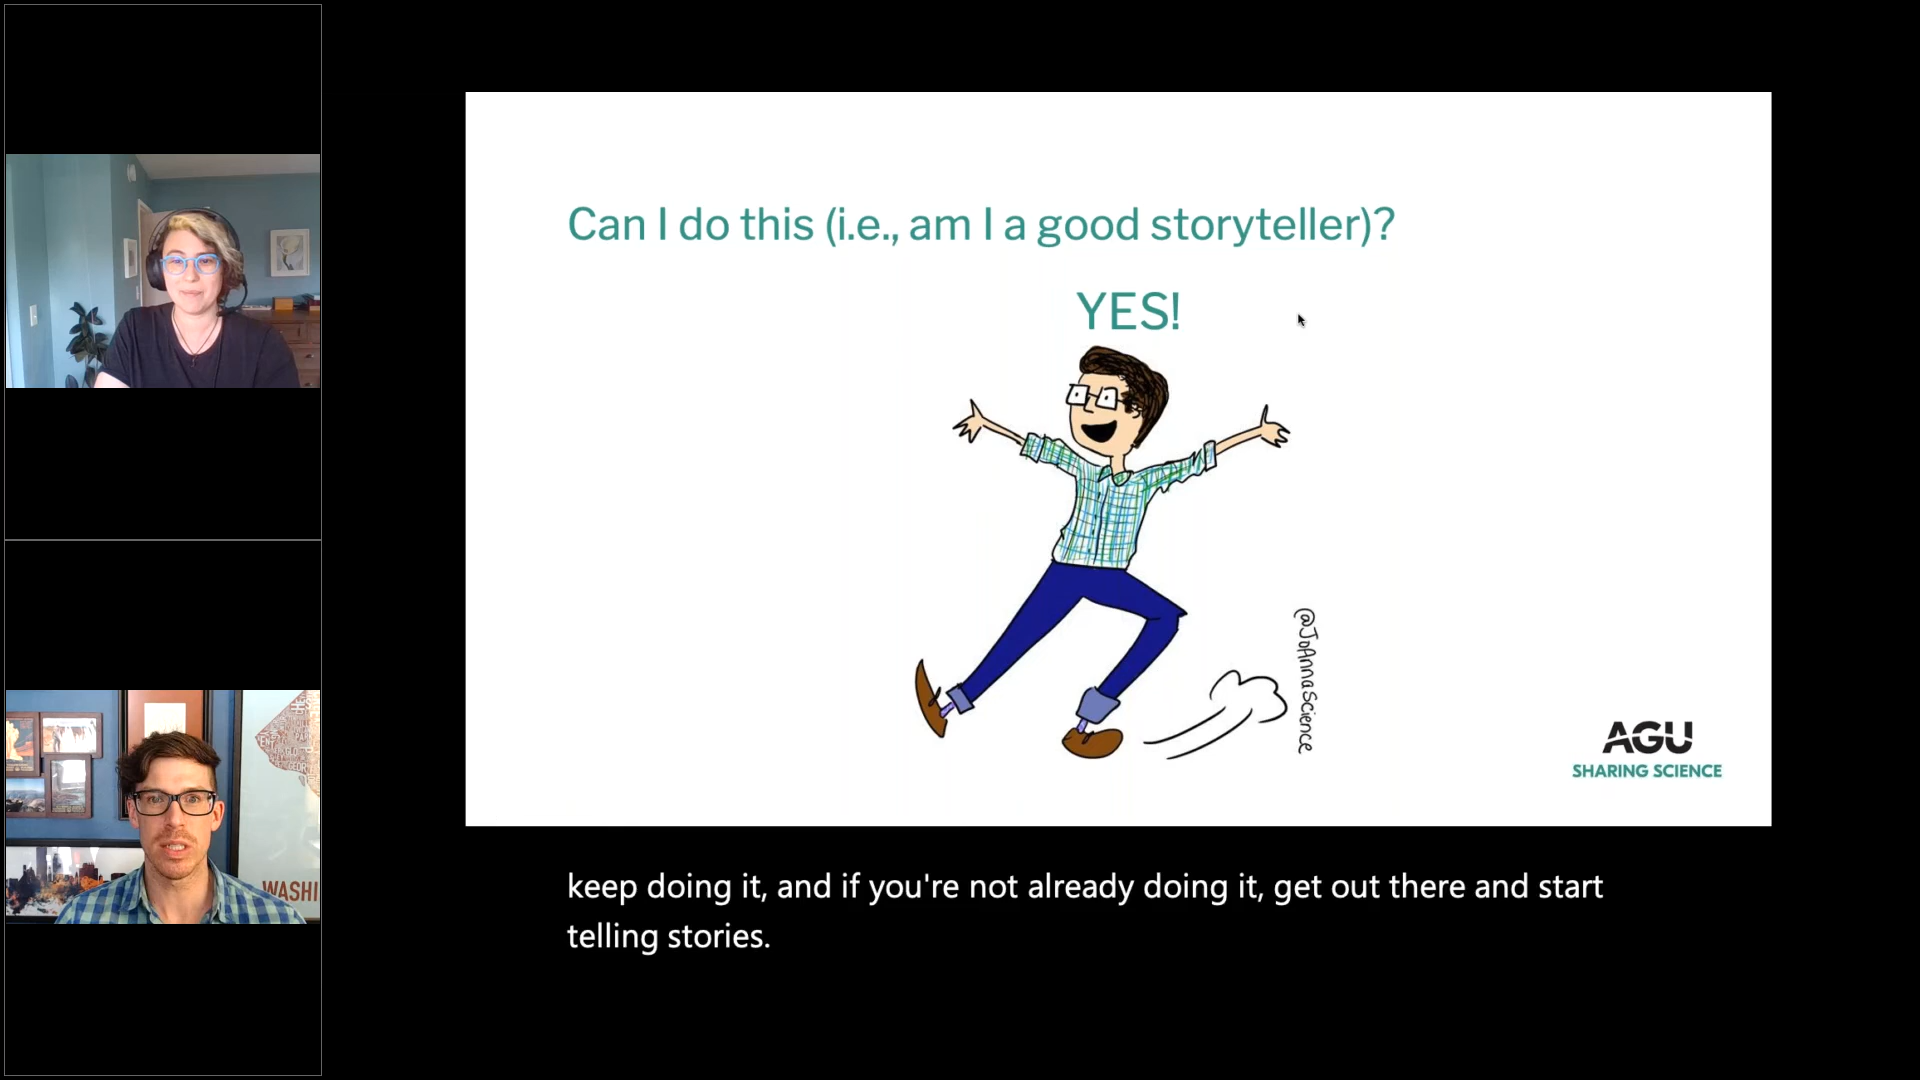 Can I do this (i.e., am I a good storyteller)?
YES!
@JoAnnaScience
AGU
SHARING SCIENCE
WASHI
keep doing it, and if you're not already doing it, get out there and start
telling stories.